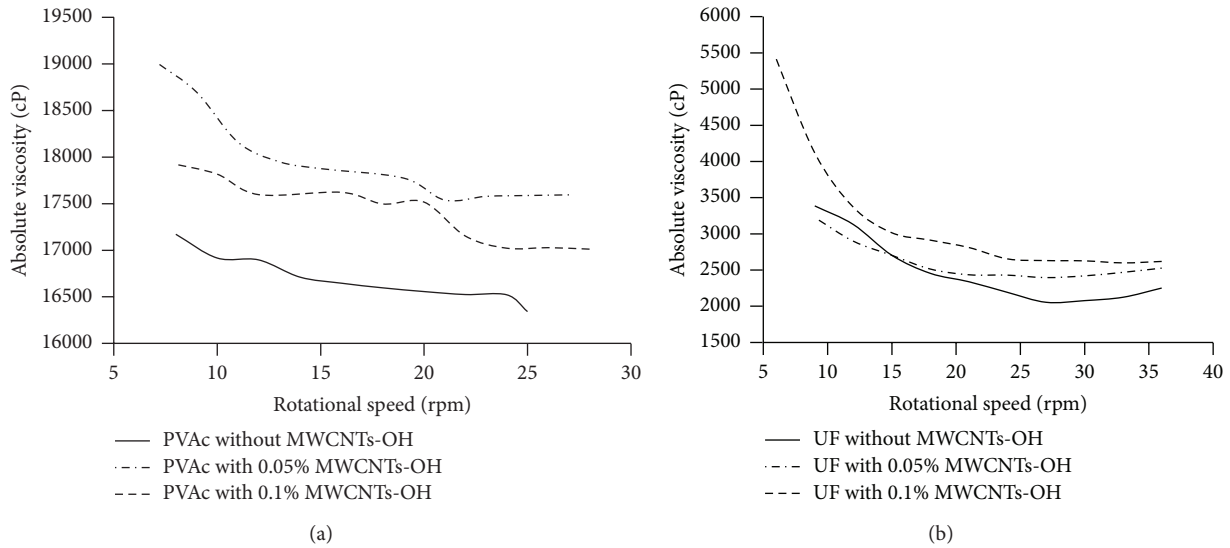 19500
19000
18500
18000
17500
17000
16500
16000
Absolute viscosity (cP)
5 10 15 20 25 30
Rotational speed (rpm)
PVAc without MWCNTs-OH
PVAc with 0.05% MWCNTs-OH
PVAc with 0.1% MWCNTs-OH
(a)
6000
5500
5000
4500
4000
3500
3000
2500
2000
1500
Absolute viscosity (cP)
5 10 15 20 25 30 35 40
Rotational speed (rpm)
UF without MWCNTs-OH
UF with 0.05% MWCNTs-OH
UF with 0.1% MWCNTs-OH
(b)